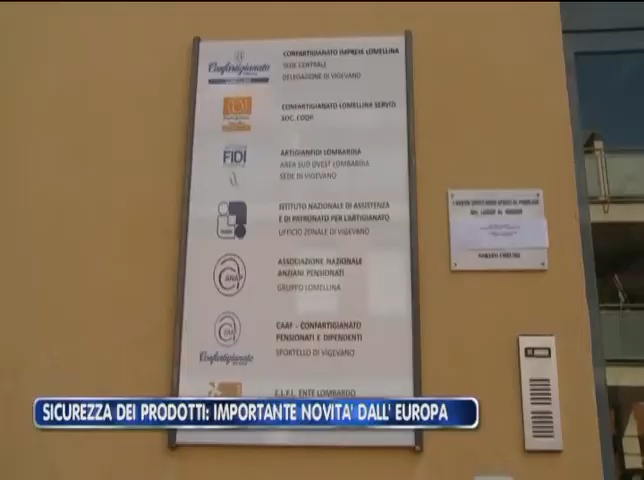 Confartigianato
CONFARTIGIANATO IMPRESE LOMELLINA
SEDE CENTRALE
DELEGAZIONE DI VIGEVANO
CONFARTIGIANATO LOMELLINA SERVIZI
SOC. COOP.
FIDI
ARTIGIANFIDI LOMBARDIA
AREA SUD OVEST LOMBARDIA
SEDE DI VIGEVANO
ISTITUTO NAZIONALE DI ASSISTENZA
E DI PATRONATO PER L'ARTIGIANATO
UFFICIO ZONALE DI VIGEVANO
ANAP
ASSOCIAZIONE NAZIONALE
ANZIANI PENSIONATI
GRUPPO LOMELLINA
CAAF
Confartigianato
CAAF - CONFARTIGIANATO
PENSIONATI E DIPENDENTI
SPORTELLO DI VIGEVANO
E.L.F.I. ENTE LOMBARDO
SICUREZZA DEI PRODOTTI: IMPORTANTE NOVITA' DALL' EUROPA